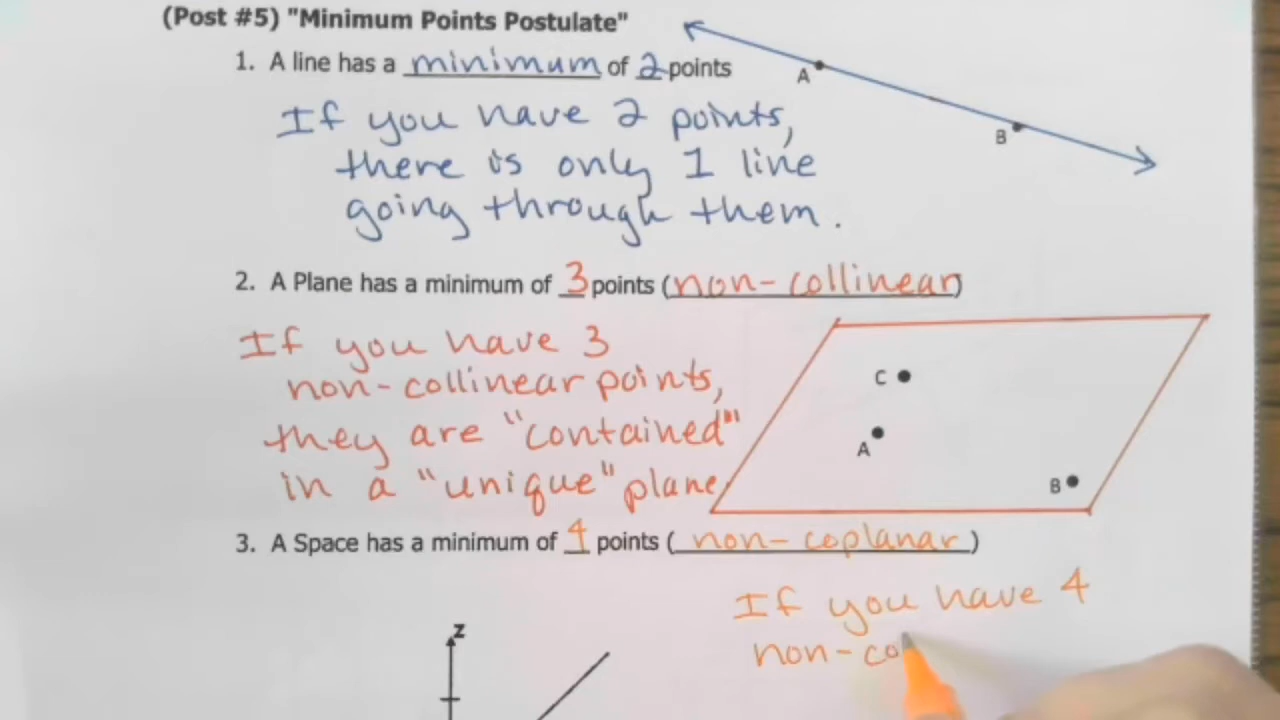 (Post #5) "Minimum Points Postulate"
1. A line has a minimum of 2 points
A
B
If you have 2 points,
there is only 1 line
going through them.
2. A Plane has a minimum of 3 points (non-collinear)
If you have 3
non-collinear points,
they are "contained"
in a "unique" plane
C
A
B
3. A Space has a minimum of 4 points (non-coplanar)
If you have 4
non-co
z